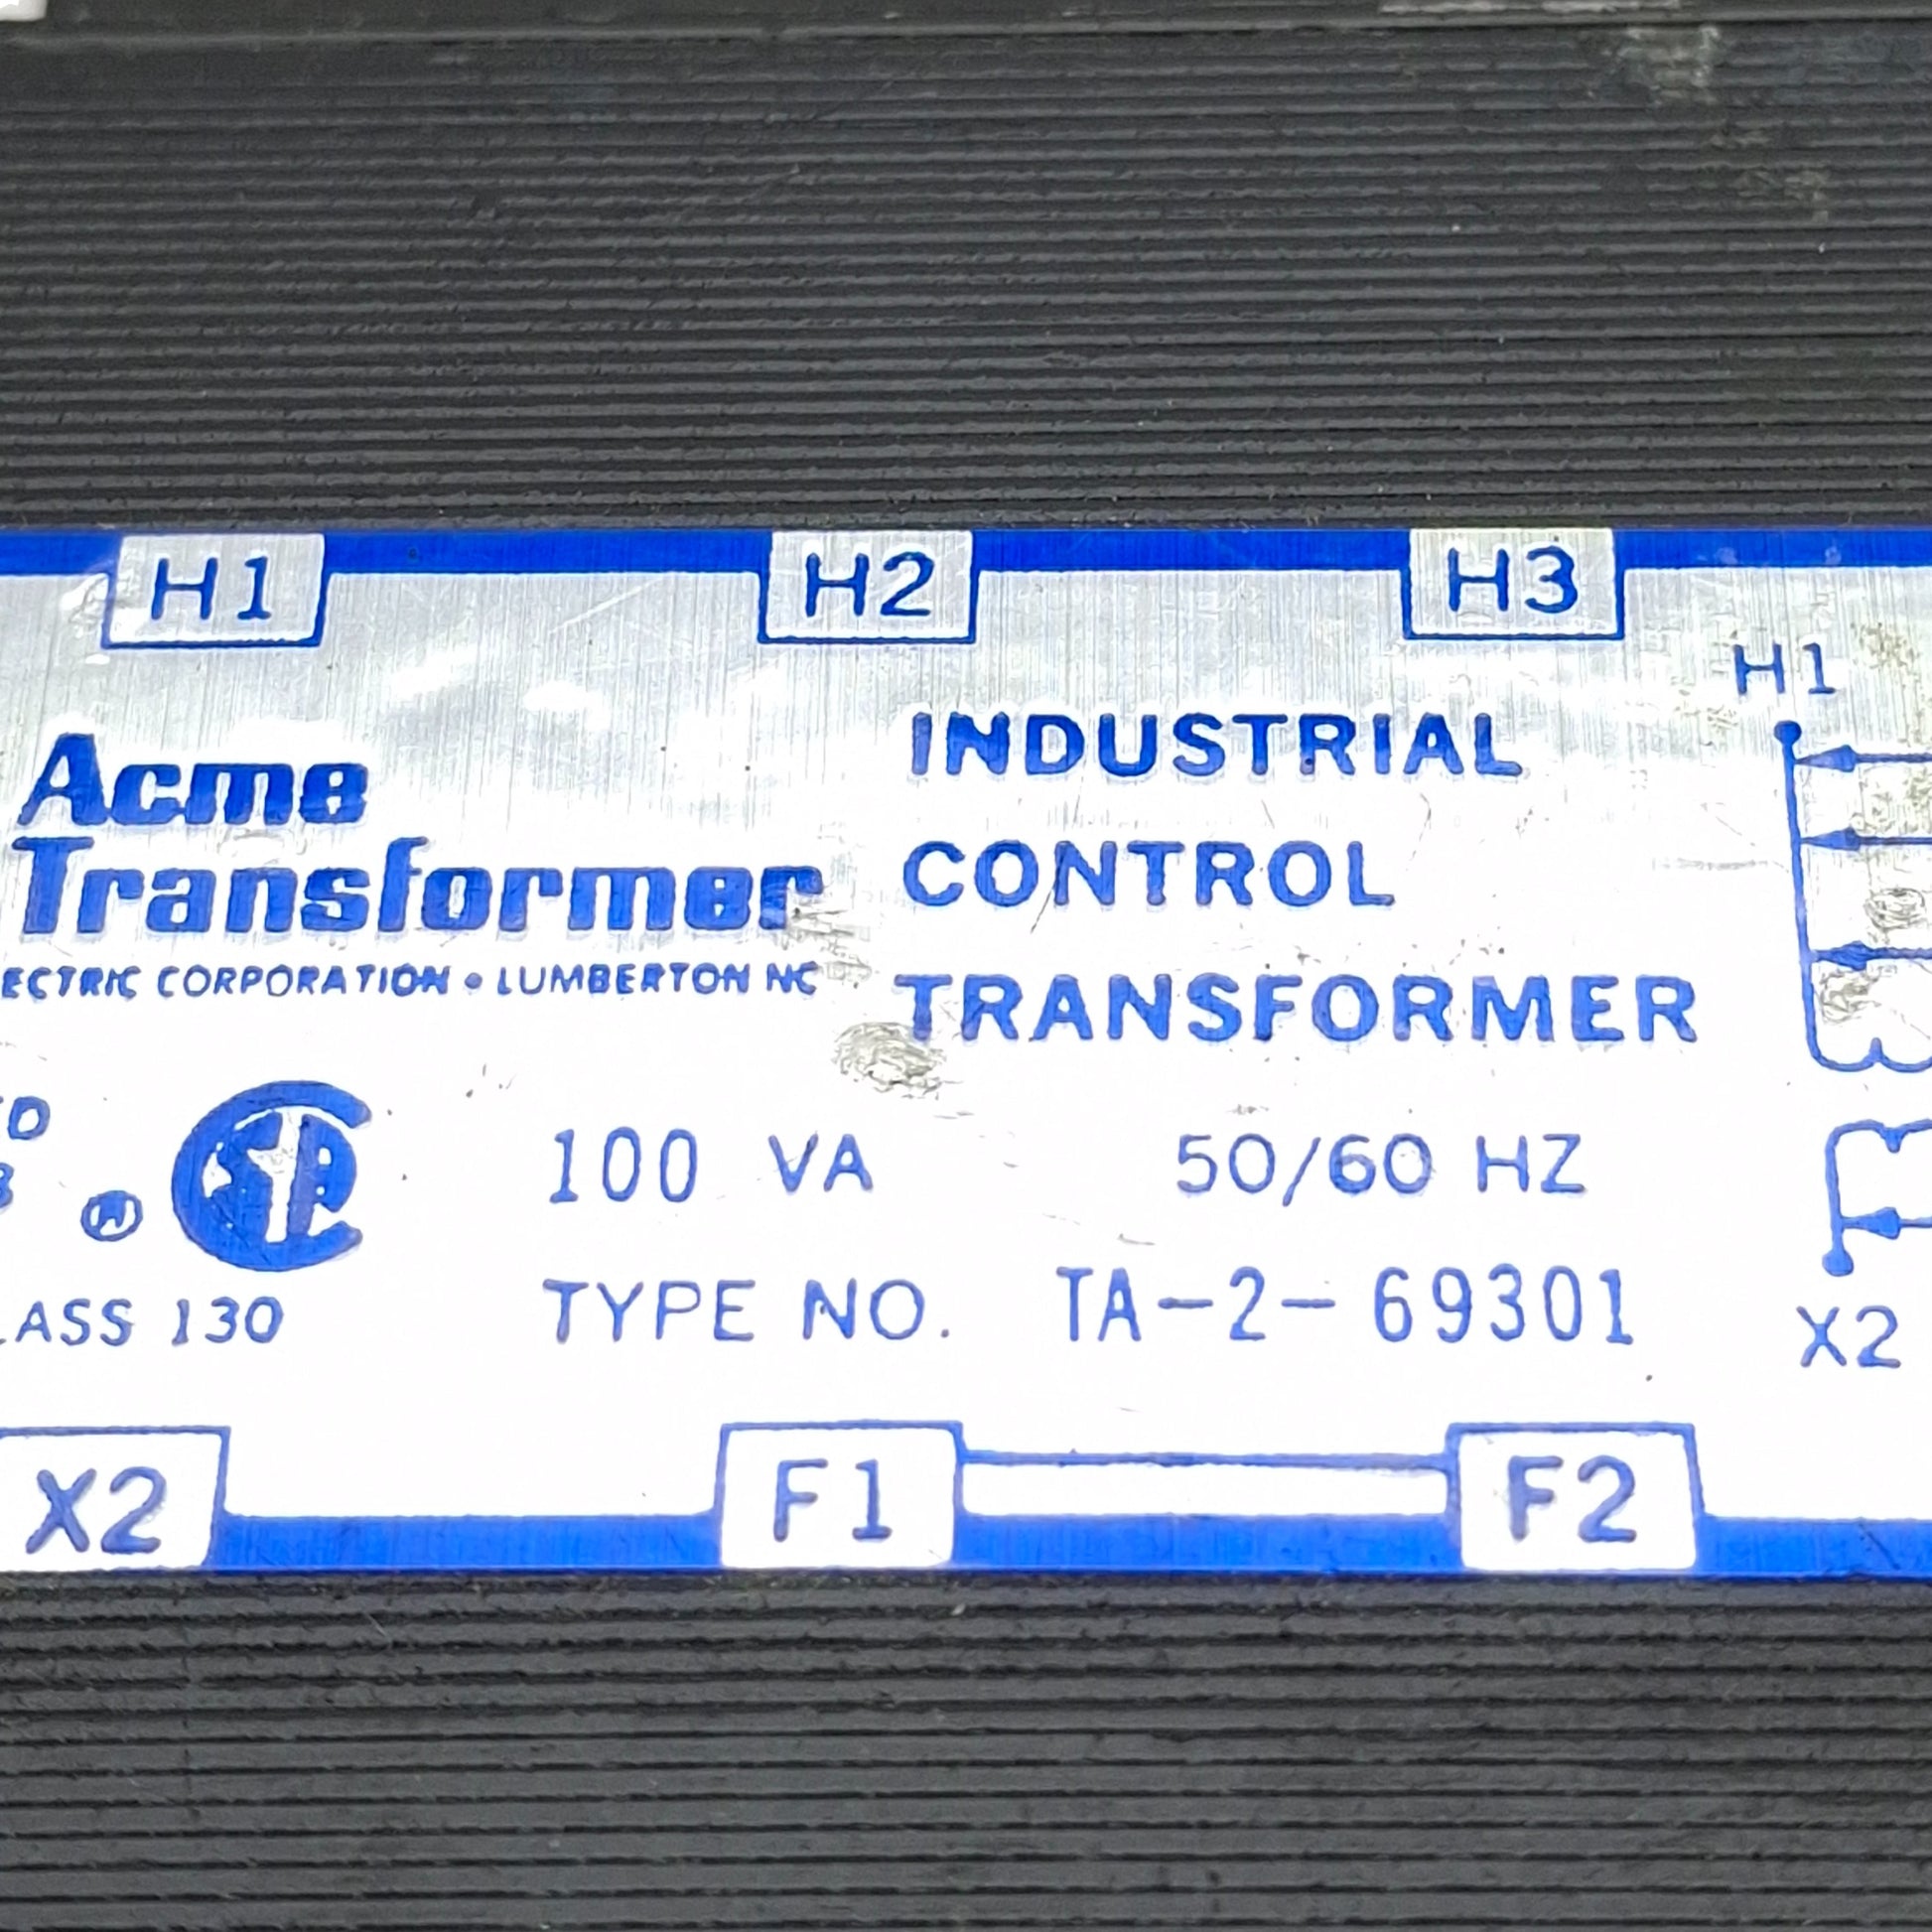 H1 H2 H3
H1
Acme
Transformer
INDUSTRIAL
CONTROL
TRANSFORMER
ECTRIC CORPORATION • LUMBERTON NC
100 VA 50/60 HZ
TYPE NO. TA-2-69301
LASS 130
X2
X2 F1 F2